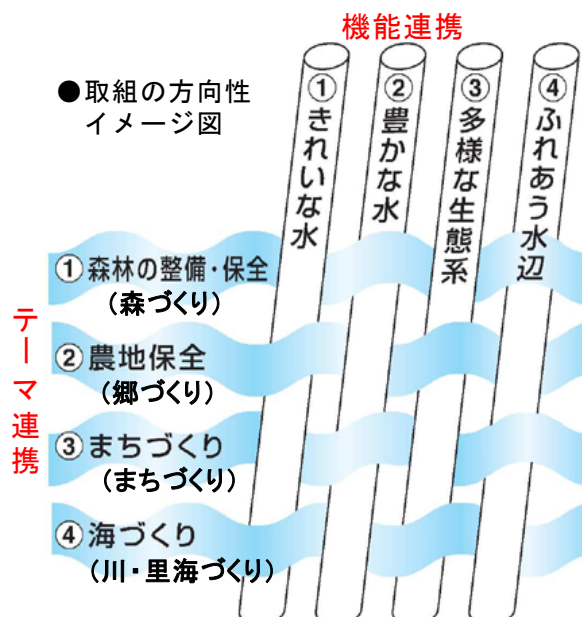 機能連携
●取組の方向性
イメージ図
①きれいな水
②豊かな水
③多様な生態系
④ふれあう水辺
テーマ連携
①森林の整備・保全
(森づくり)
②農地保全
(郷づくり)
③まちづくり
(まちづくり)
④海づくり
(川・里海づくり)